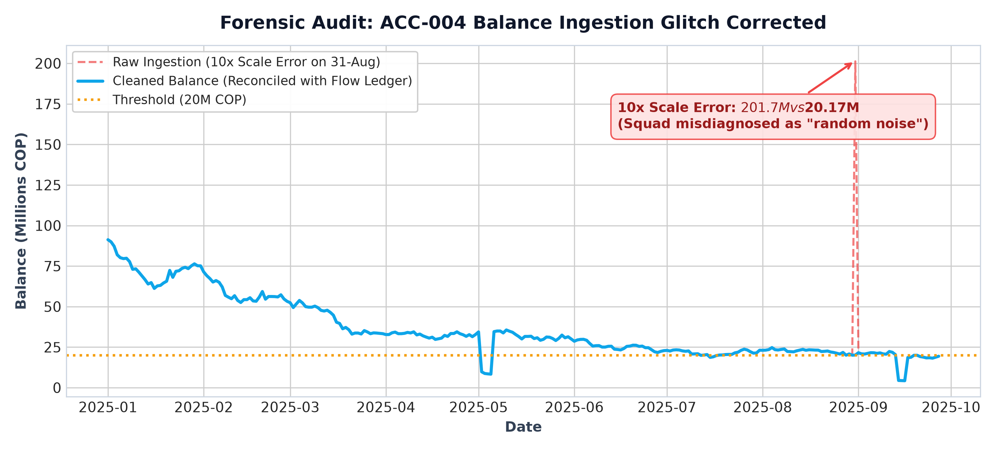 Forensic Audit: ACC-004 Balance Ingestion Glitch Corrected
Raw Ingestion (10x Scale Error on 31-Aug)
Cleaned Balance (Reconciled with Flow Ledger)
Threshold (20M COP)
10x Scale Error: 201.7Mvs20.17M
(Squad misdiagnosed as "random noise")
Balance (Millions COP)
200
175
150
125
100
75
50
25
0
2025-01 2025-02 2025-03 2025-04 2025-05 2025-06 2025-07 2025-08 2025-09 2025-10
Date